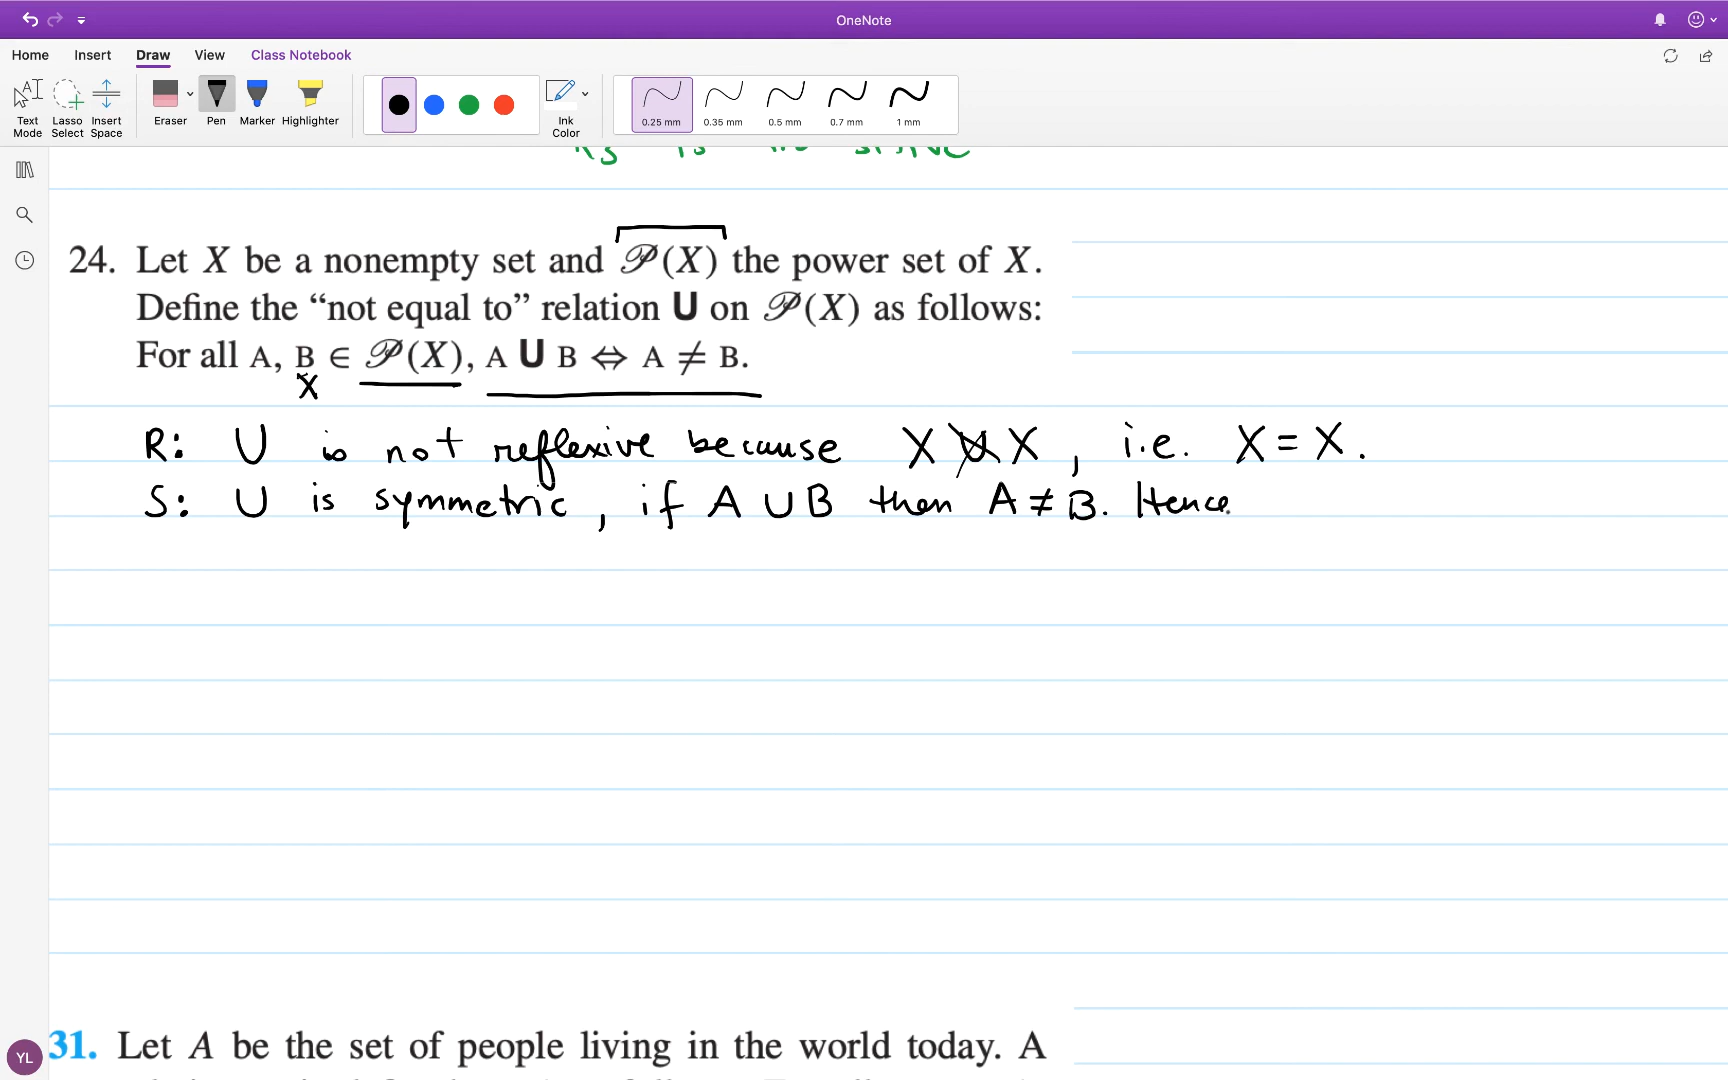 OneNote
Home Insert Draw View Class Notebook
Text Mode Lasso Select Insert Space Eraser Pen Marker Highlighter Ink Color 0.25 mm 0.35 mm 0.5 mm 0.7 mm 1 mm
is
24. Let X be a nonempty set and 𝒫(X) the power set of X.
Define the “not equal to” relation U on 𝒫(X) as follows:
For all A, B ∈ 𝒫(X), A U B ⇔ A ≠ B.
X
R: U is not reflexive because X U̸ X, i.e. X = X.
S: U is symmetric, if A U B then A ≠ B. Hence
31. Let A be the set of people living in the world today. A
YL